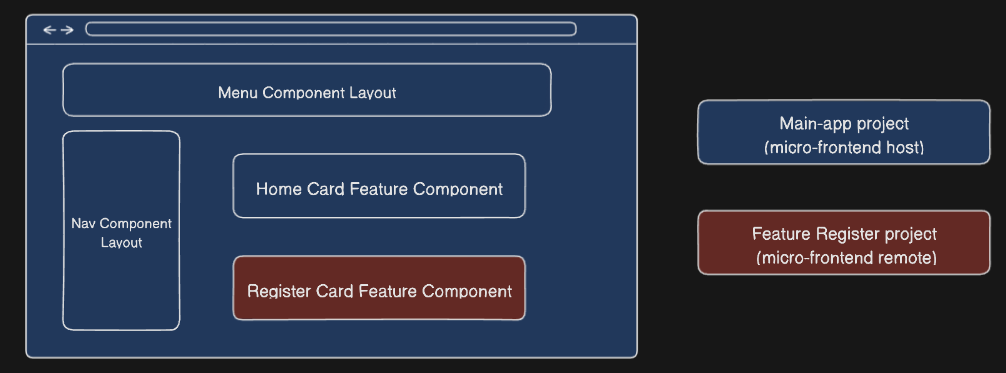 Menu Component Layout
Nav Component
Layout
Home Card Feature Component
Register Card Feature Component
Main-app project
(micro-frontend host)
Feature Register project
(micro-frontend remote)